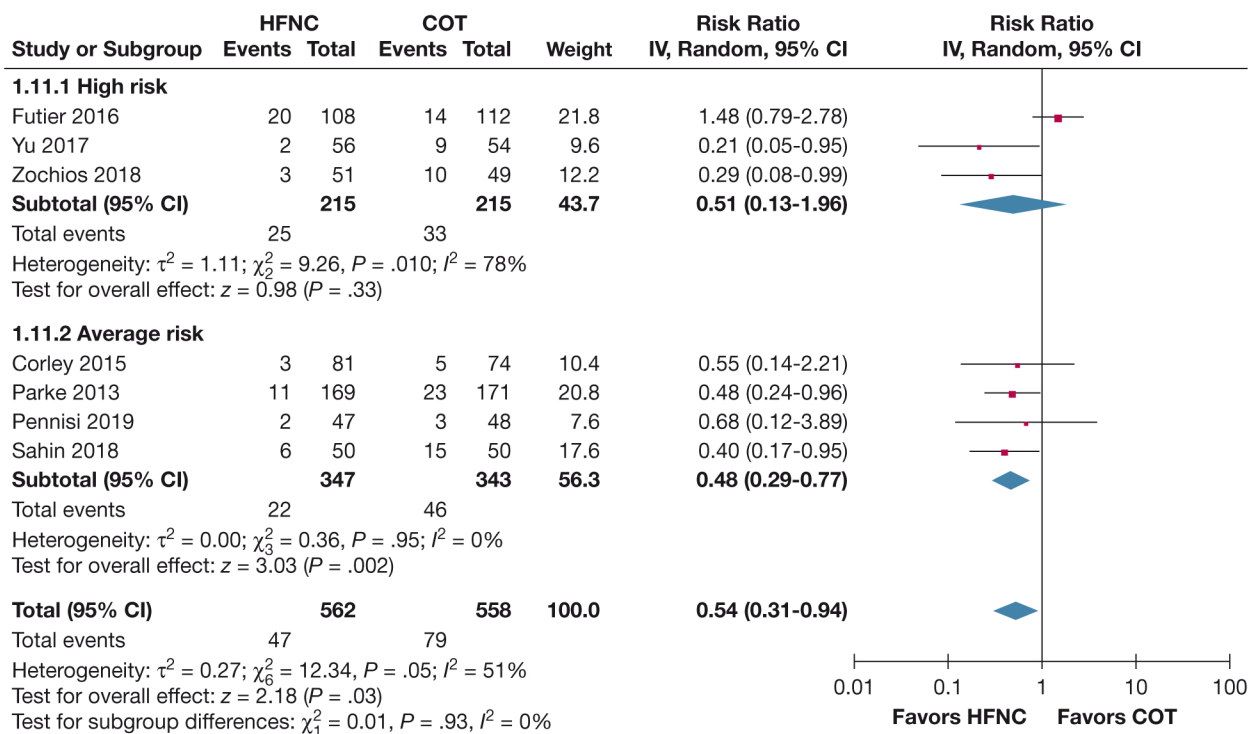 HFNC COT Risk Ratio Risk Ratio
Study or Subgroup Events Total Events Total Weight IV, Random, 95% CI IV, Random, 95% CI
1.11.1 High risk
Futier 2016 20 108 14 112 21.8 1.48 (0.79-2.78)
Yu 2017 2 56 9 54 9.6 0.21 (0.05-0.95)
Zochios 2018 3 51 10 49 12.2 0.29 (0.08-0.99)
Subtotal (95% CI) 215 215 43.7 0.51 (0.13-1.96)
Total events 25 33
Heterogeneity: τ² = 1.11; χ²₂ = 9.26, P = .010; I² = 78%
Test for overall effect: z = 0.98 (P = .33)
1.11.2 Average risk
Corley 2015 3 81 5 74 10.4 0.55 (0.14-2.21)
Parke 2013 11 169 23 171 20.8 0.48 (0.24-0.96)
Pennisi 2019 2 47 3 48 7.6 0.68 (0.12-3.89)
Sahin 2018 6 50 15 50 17.6 0.40 (0.17-0.95)
Subtotal (95% CI) 347 343 56.3 0.48 (0.29-0.77)
Total events 22 46
Heterogeneity: τ² = 0.00; χ²₃ = 0.36, P = .95; I² = 0%
Test for overall effect: z = 3.03 (P = .002)
Total (95% CI) 562 558 100.0 0.54 (0.31-0.94)
Total events 47 79
Heterogeneity: τ² = 0.27; χ²₆ = 12.34, P = .05; I² = 51%
Test for overall effect: z = 2.18 (P = .03)
Test for subgroup differences: χ²₁ = 0.01, P = .93, I² = 0%
0.01 0.1 1 10 100
Favors HFNC Favors COT